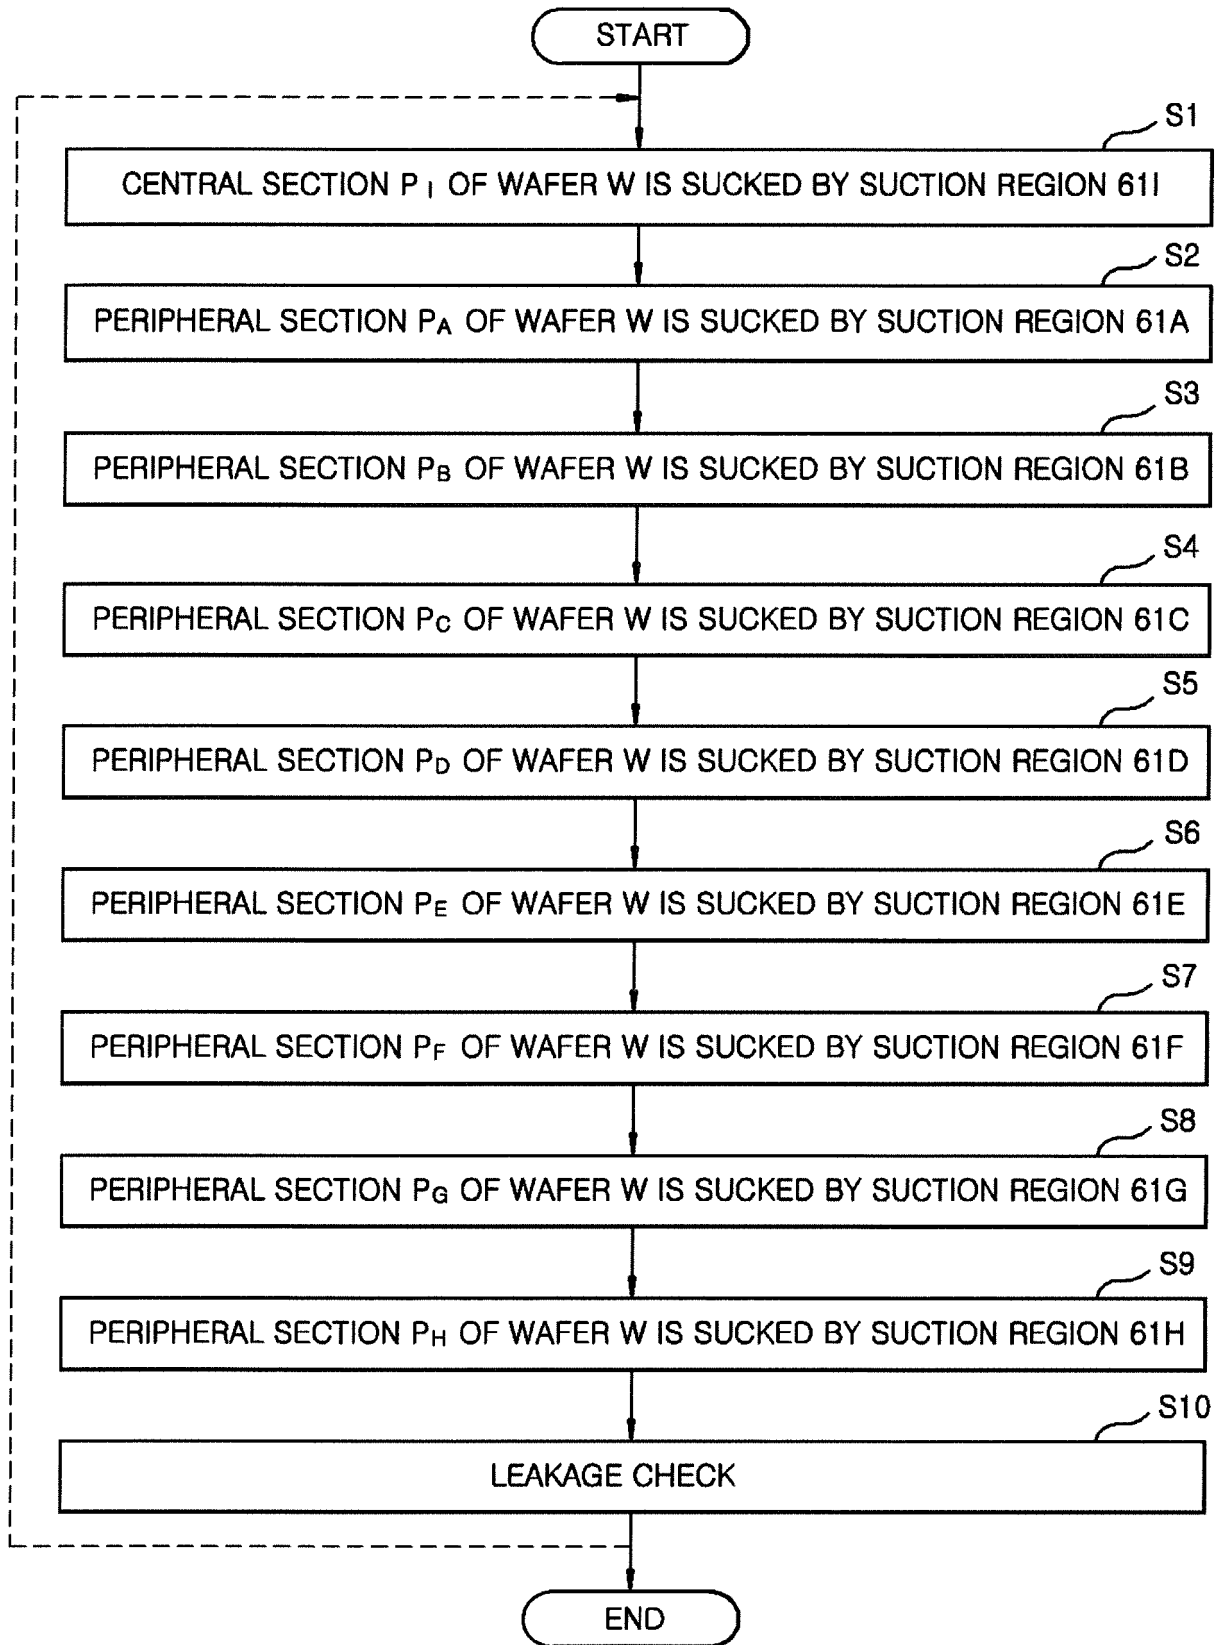 START
S1
CENTRAL SECTION P I OF WAFER W IS SUCKED BY SUCTION REGION 61I
S2
PERIPHERAL SECTION PA OF WAFER W IS SUCKED BY SUCTION REGION 61A
S3
PERIPHERAL SECTION PB OF WAFER W IS SUCKED BY SUCTION REGION 61B
S4
PERIPHERAL SECTION PC OF WAFER W IS SUCKED BY SUCTION REGION 61C
S5
PERIPHERAL SECTION PD OF WAFER W IS SUCKED BY SUCTION REGION 61D
S6
PERIPHERAL SECTION PE OF WAFER W IS SUCKED BY SUCTION REGION 61E
S7
PERIPHERAL SECTION PF OF WAFER W IS SUCKED BY SUCTION REGION 61F
S8
PERIPHERAL SECTION PG OF WAFER W IS SUCKED BY SUCTION REGION 61G
S9
PERIPHERAL SECTION PH OF WAFER W IS SUCKED BY SUCTION REGION 61H
S10
LEAKAGE CHECK
END